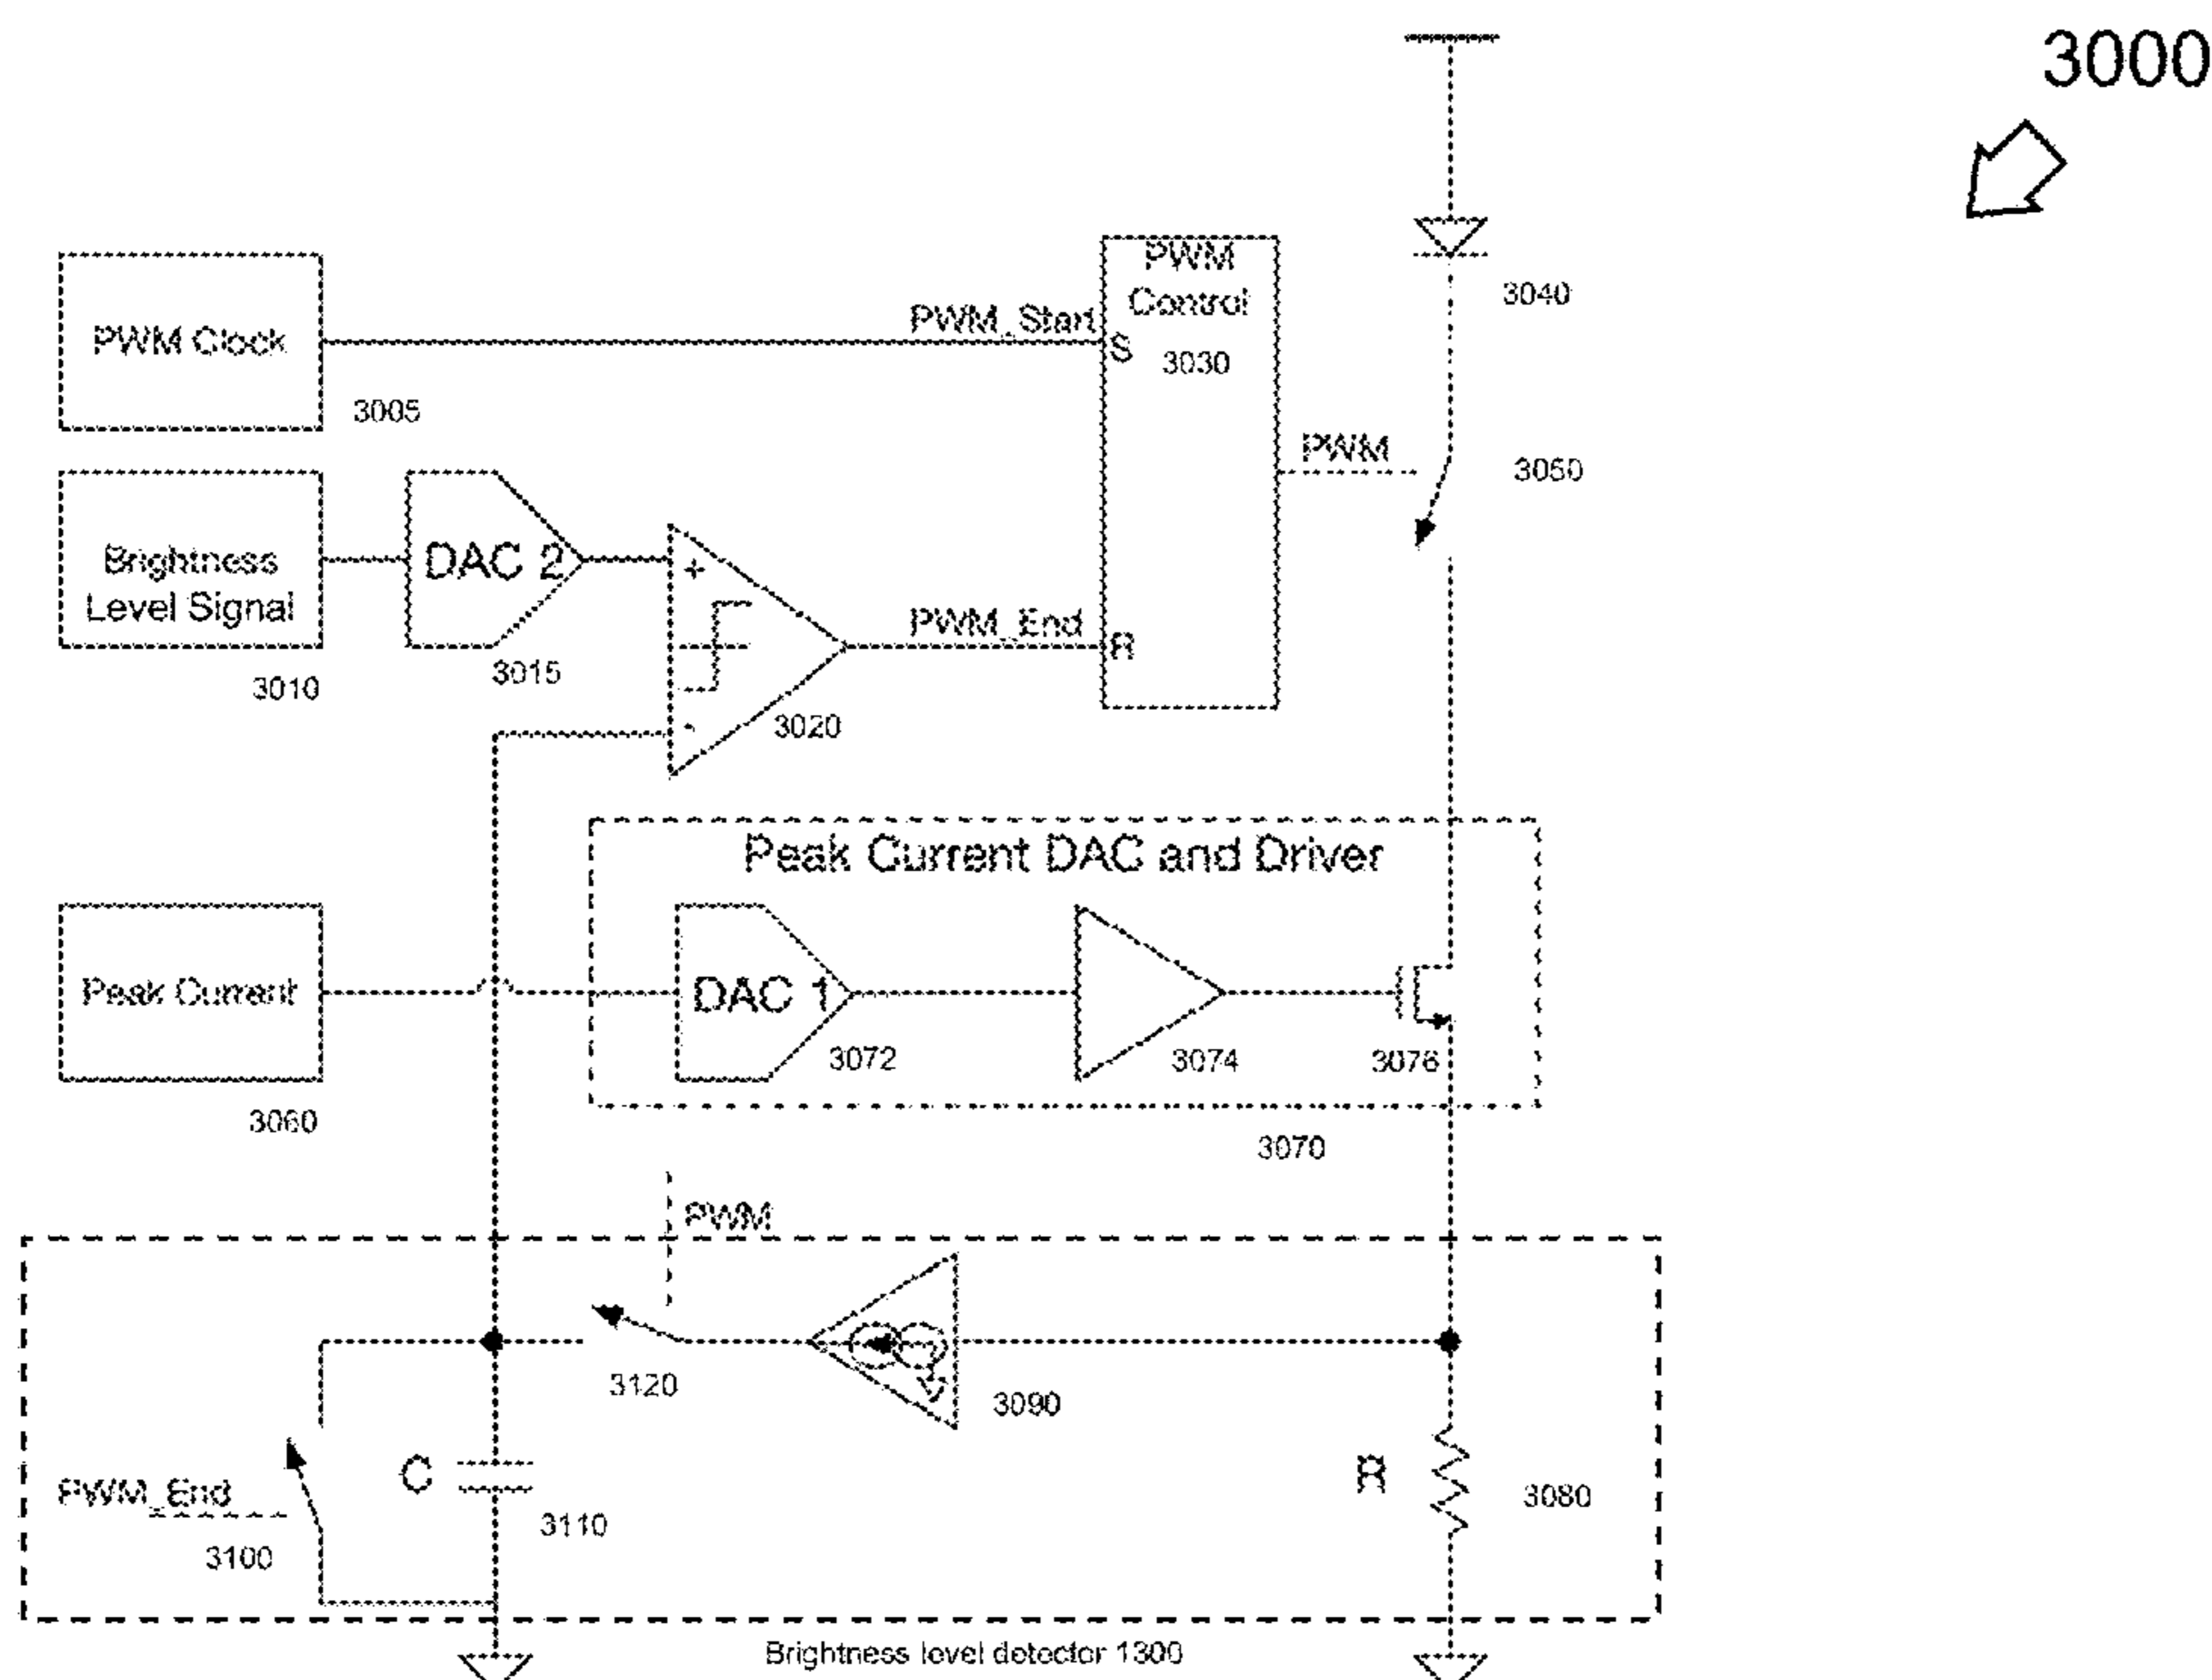 3000
PWM Clock
3005
PWM_Start
S
PWM
Control
3030
3040
PWM
3050
Brightness
Level Signal
3010
DAC 2
3015
+
-
3020
PWM_End
R
Peak Current DAC and Driver
Peak Current
3060
DAC 1
3072
3074
3076
3070
PWM
3120
3090
PWM_End
3100
C
3110
R
3080
Brightness level detector 1300